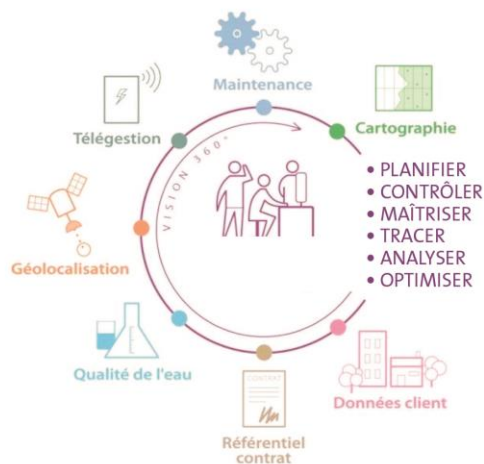 Maintenance
Télégestion
Cartographie
VISION 360°
• PLANIFIER
• CONTRÔLER
• MAÎTRISER
• TRACER
• ANALYSER
• OPTIMISER
Géolocalisation
Qualité de l'eau
CONTRAT
Données client
Référentiel
contrat